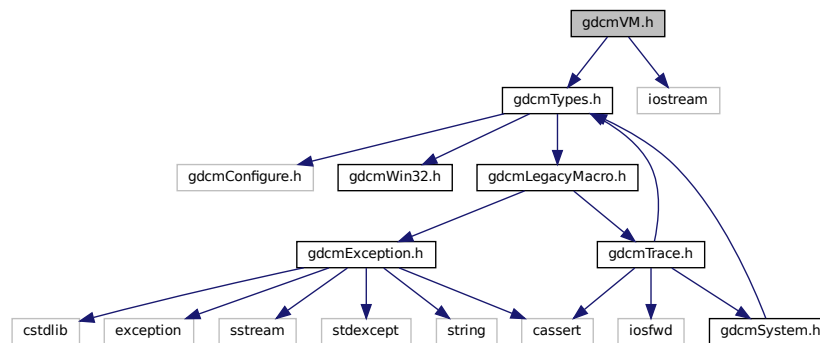 gdcmVM.h
gdcmTypes.h
iostream
gdcmConfigure.h
gdcmWin32.h
gdcmLegacyMacro.h
gdcmException.h
gdcmTrace.h
cstdlib
exception
sstream
stdexcept
string
cassert
iosfwd
gdcmSystem.h